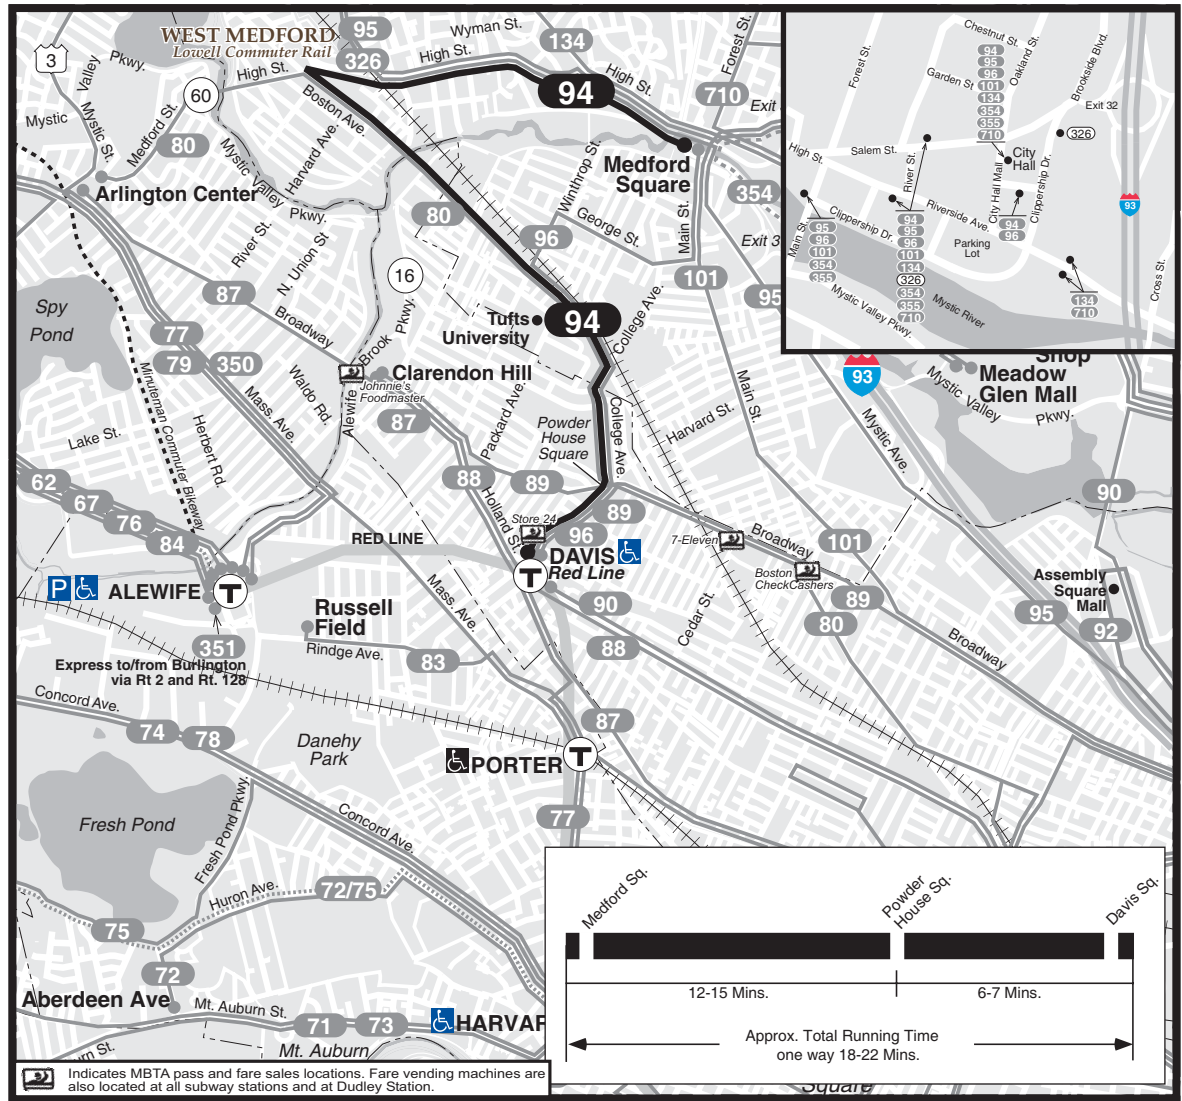 WEST MEDFORD
Lowell Commuter Rail
95
326
Wyman St.
134
High St.
High St.
High St.
Forest St.
710
Exit
3
Valley
Pkwy.
Mystic
Mystic St.
Medford St.
60
80
Boston Ave.
Harvard Ave.
Mystic
Valley
Pkwy.
94
Medford
Square
Winthrop St.
George St.
Main St.
354
Exit 3
101
95
Arlington Center
River St.
N. Union St
80
96
16
Spy
Pond
87
Broadway
77
79
350
Tufts
University
94
College Ave.
Alewife
Brook
Pkwy.
Clarendon Hill
Johnnie's
Foodmaster
Waldo Rd.
Mass. Ave.
Minuteman Commuter Bikeway
Herbert Rd.
Lake St.
87
Packard Ave.
Powder
House
Square
College Ave.
Harvard St.
Main St.
93
Shop
Meadow
Glen Mall
Mystic Valley
Pkwy.
Mystic Ave.
62
67
76
84
88
89
Holland St.
Store 24
96
89
RED LINE
DAVIS
Red Line
T
7-Eleven
Broadway
Boston
CheckCashers
101
90
P
ALEWIFE
T
351
Express to/from Burlington
via Rt 2 and Rt. 128
Russell
Field
Rindge Ave.
83
Mass. Ave.
90
88
Cedar St.
80
89
95
Assembly
Square
Mall
92
Broadway
Concord Ave.
74
78
Danehy
Park
PORTER
T
87
77
Fresh Pond
Fresh Pond Pkwy.
Concord Ave.
Huron Ave.
72/75
75
72
Aberdeen Ave
Mt. Auburn St.
71
73
HARVAR
Mt. Auburn
urn St.
Square
Chestnut St.
Forest St.
Garden St
Oakland St.
Brookside Blvd.
Exit 32
94
95
96
101
134
354
355
710
326
High St.
Salem St.
River St.
City
Hall
City Hall Mall
Clippership Dr.
Riverside Ave.
Clippership Dr.
Parking
Lot
Main St.
95
96
101
354
355
94
95
96
101
134
326
354
355
710
94
96
134
710
93
Cross St.
Mystic Valley Pkwy.
Mystic River
Medford Sq.
Powder
House Sq.
Davis Sq.
12-15 Mins.
6-7 Mins.
Approx. Total Running Time
one way 18-22 Mins.
Indicates MBTA pass and fare sales locations. Fare vending machines are
also located at all subway stations and at Dudley Station.